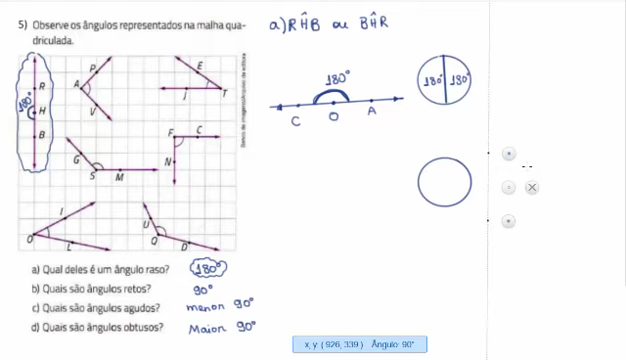 5) Observe os ângulos representados na malha qua-
driculada.
a) RĤB ou BĤR
R
180°
H
B
P
A
V
E
I
T
G
S
M
F
C
N
I
O
L
U
Q
D
180°
C
O
A
180° 180°
a) Qual deles é um ângulo raso? 180°
b) Quais são ângulos retos? 90°
c) Quais são ângulos agudos? menor 90°
d) Quais são ângulos obtusos? Maior 90°
x, y ( 926, 339 ) Ângulo: 90°